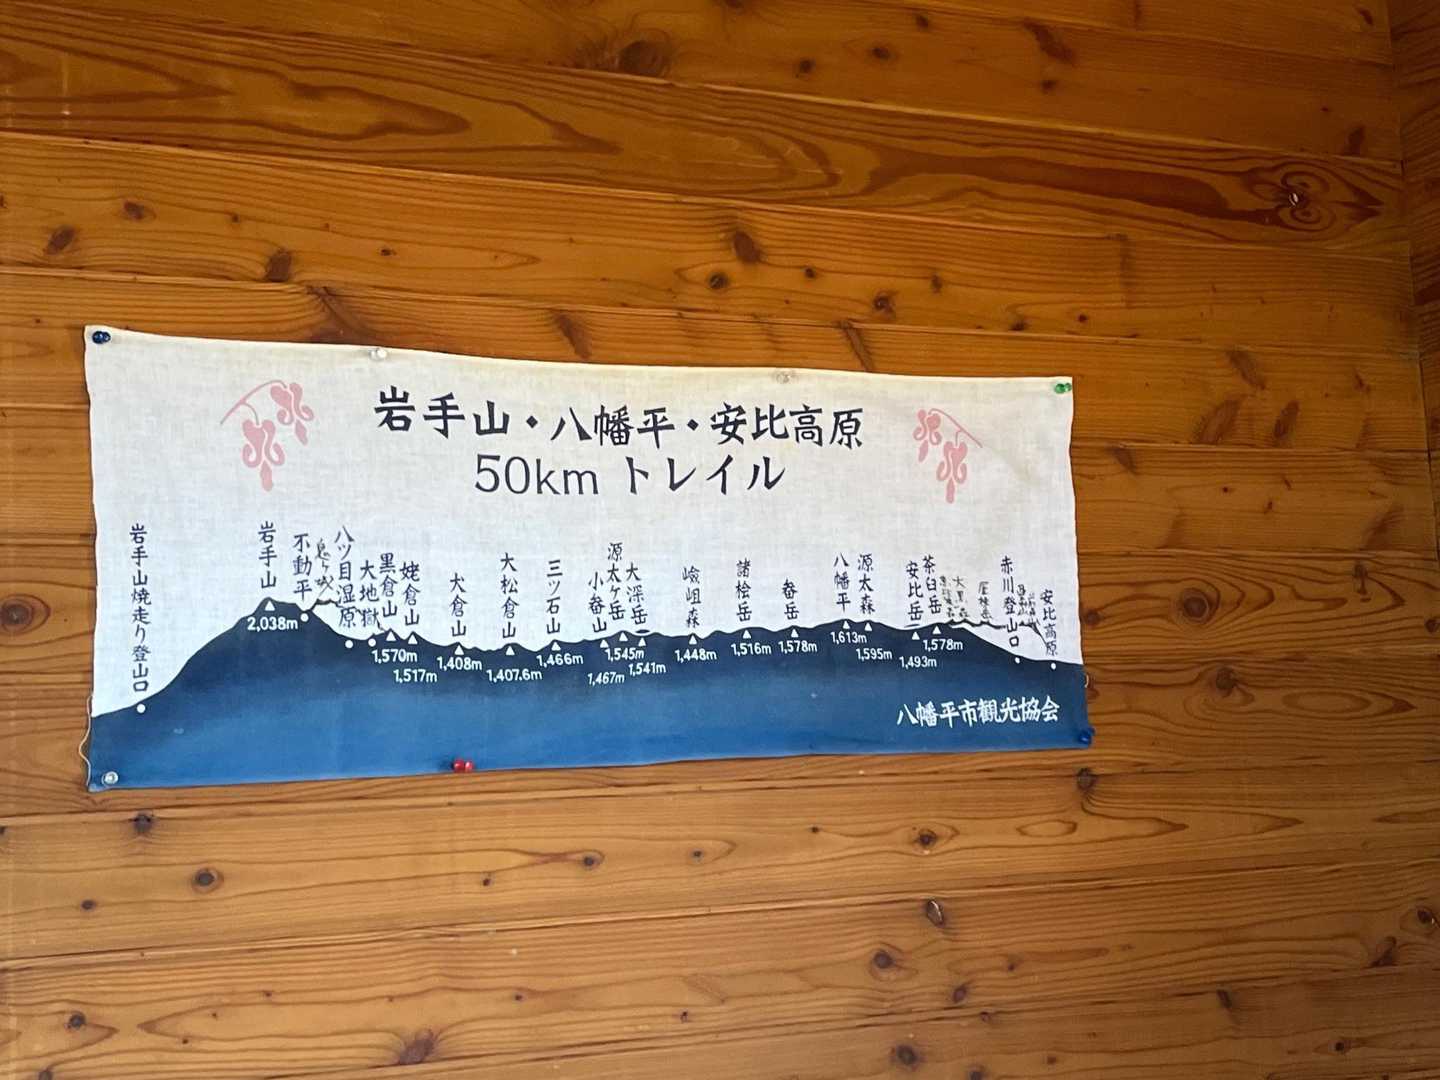 岩手山・八幡平・安比高原
50km トレイル
岩手山焼走り登山口
岩手山
2,038m
不動平
鬼ヶ城
八ツ目湿原
大地獄
黒倉山
1,570m
姥倉山
1,517m
犬倉山
1,408m
大松倉山
1,407.6m
三ツ石山
1,466m
小畚山
1,467m
源太ヶ岳
1,545m
大深岳
1,541m
嶮岨森
1,448m
諸桧岳
1,516m
畚岳
1,578m
八幡平
1,613m
源太森
1,595m
安比岳
1,493m
茶臼岳
1,578m
大黒森
赤川登山口
安比高原
八幡平市観光協会